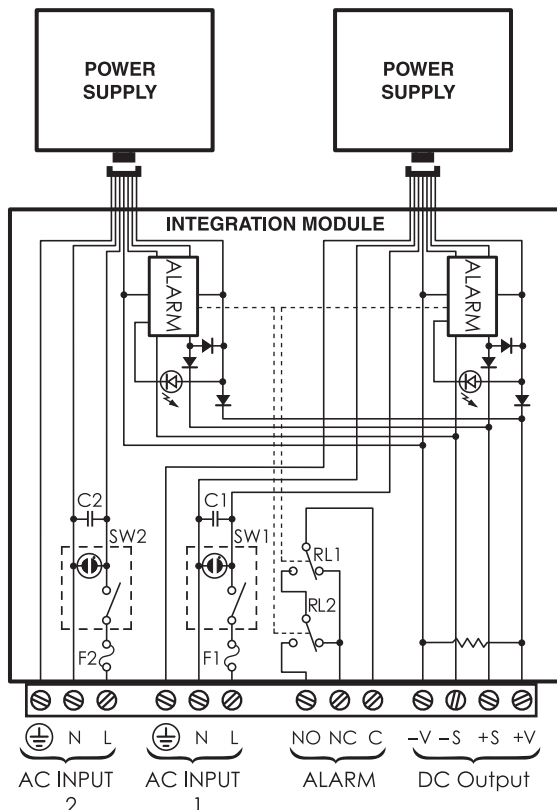 POWER
SUPPLY
POWER
SUPPLY
INTEGRATION MODULE
ALARM
ALARM
C2
C1
SW2
SW1
RL1
RL2
F2
F1
N L
N L
NO NC C
–V –S +S +V
AC INPUT
2
AC INPUT
1
ALARM
DC Output